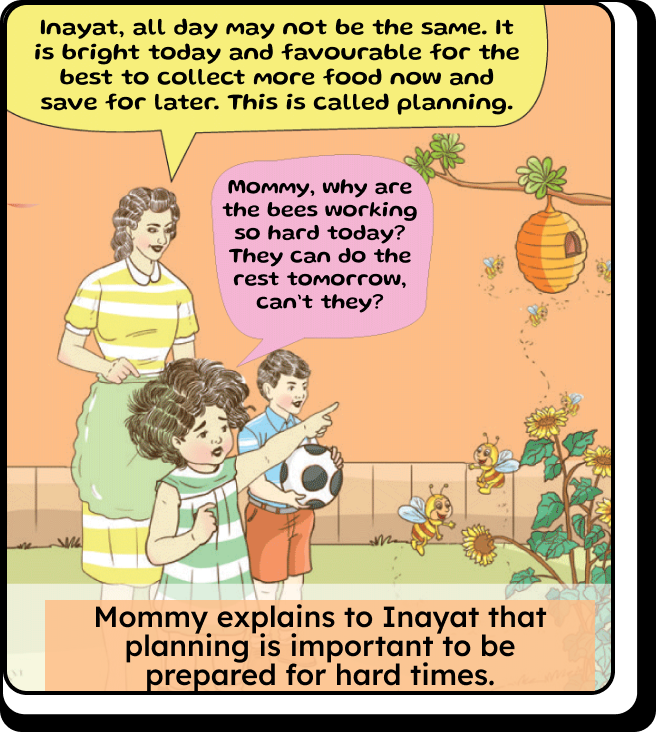 Inayat, all day may not be the same. It
is bright today and favourable for the
best to collect more food now and
save for later. This is called planning.
Mommy, why are
the bees working
so hard today?
They can do the
rest tomorrow,
can't they?
Mommy explains to Inayat that
planning is important to be
prepared for hard times.